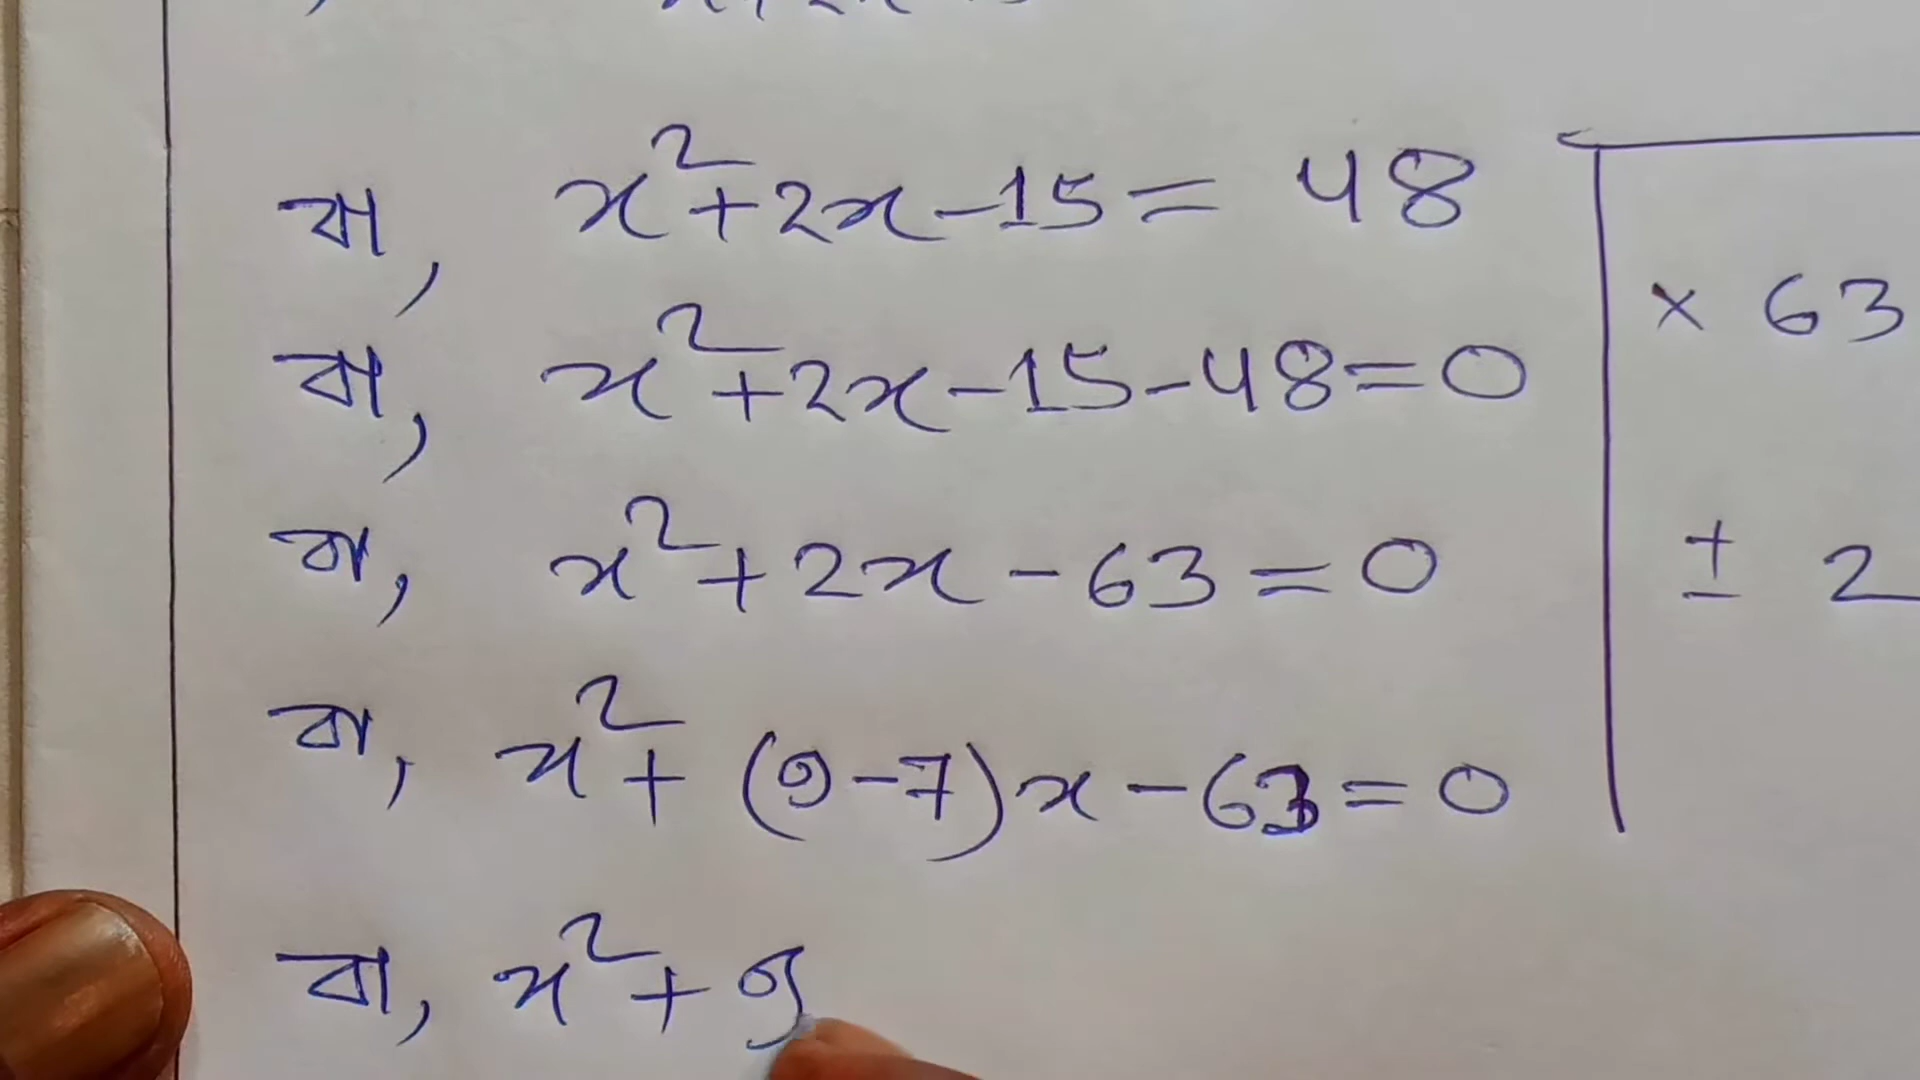 বা, x²+2x-15= 48
বা, x²+2x-15-48=0
বা, x²+2x-63=0
বা, x²+(9-7)x-63=0
বা, x²+9
× 63
± 2